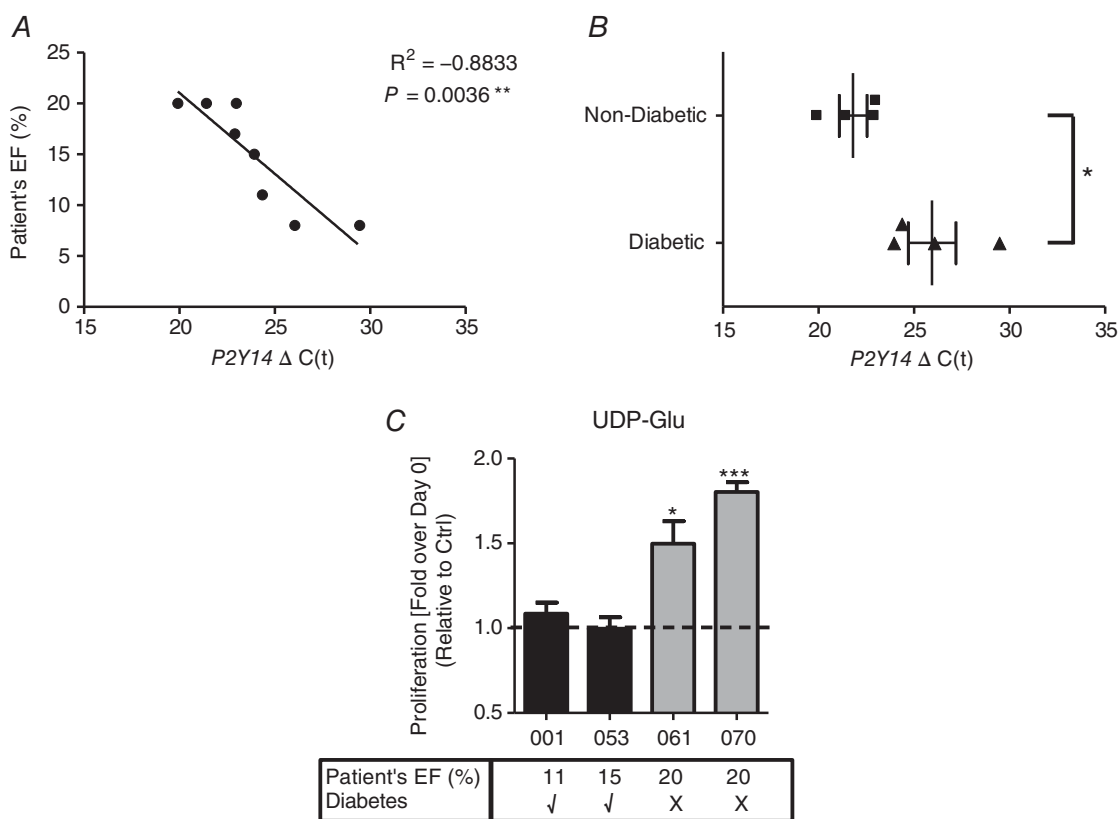 A
R² = –0.8833
P = 0.0036 **
Patient's EF (%)
25
20
15
10
5
0
15 20 25 30 35
P2Y14 Δ C(t)
B
Non-Diabetic
Diabetic
*
15 20 25 30 35
P2Y14 Δ C(t)
C
UDP-Glu
Proliferation [Fold over Day 0]
(Relative to Ctrl)
2.0
1.5
1.0
0.5
*
***
001 053 061 070
Patient's EF (%) 11 15 20 20
Diabetes √ √ X X